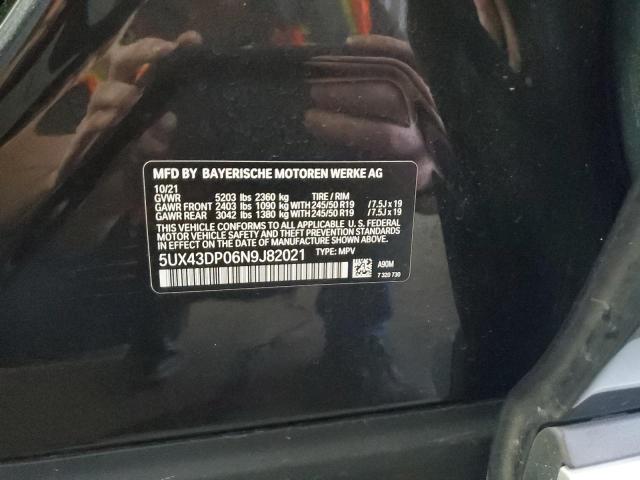 MFD BY BAYERISCHE MOTOREN WERKE AG
10/21
GVWR 5203 lbs 2360 kg TIRE / RIM
GAWR FRONT 2403 lbs 1090 kg WITH 245/50 R19 / 7.5J x 19
GAWR REAR 3042 lbs 1380 kg WITH 245/50 R19 / 7.5J x 19
THIS VEHICLE CONFORMS TO ALL APPLICABLE U.S. FEDERAL
MOTOR VEHICLE SAFETY, BUMPER, AND THEFT PREVENTION
STANDARDS IN EFFECT ON THE DATE OF MANUFACTURE SHOWN ABOVE.
5UX43DP06N9J82021 TYPE: MPV
A90M
7 320 730